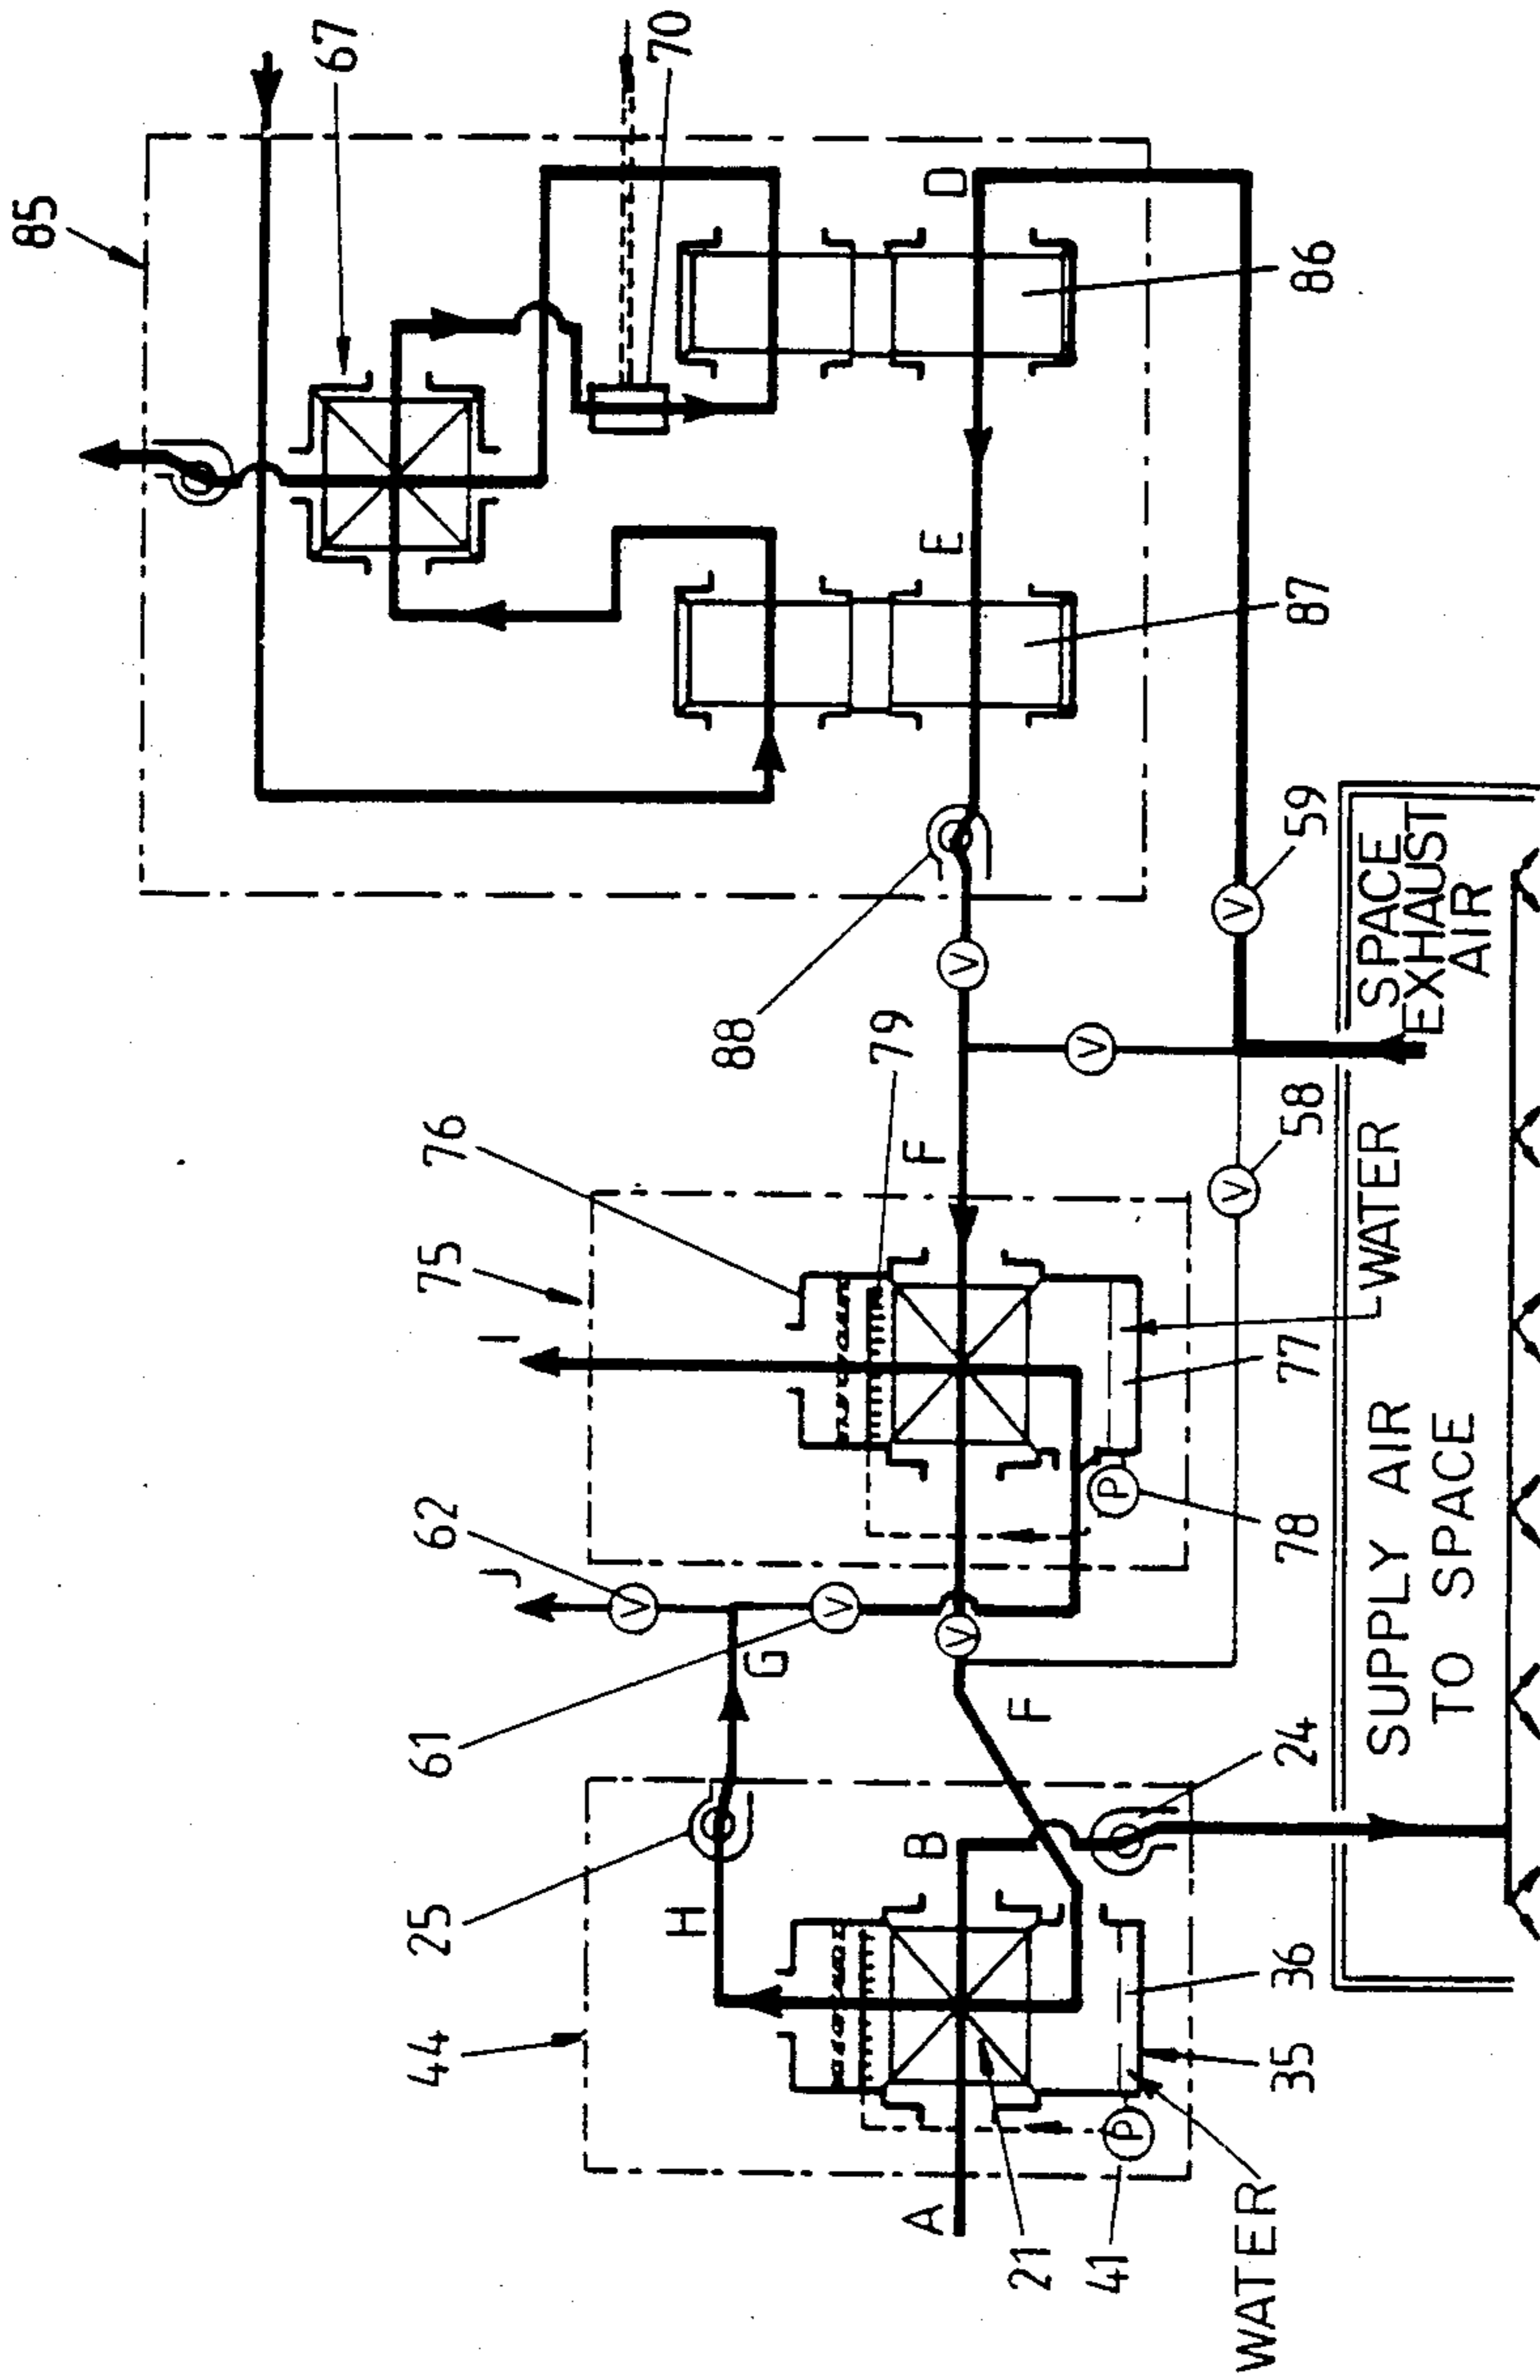 85
67
70
D
86
E
87
88
V
V
59
SPACE
EXHAUST
AIR
79
F
58
V
V
76
75
I
WATER
77
78
P
62
J
V
V
V
G
61
F
SUPPLY AIR
TO SPACE
24
B
25
H
44
36
35
P
A
21
41
WATER